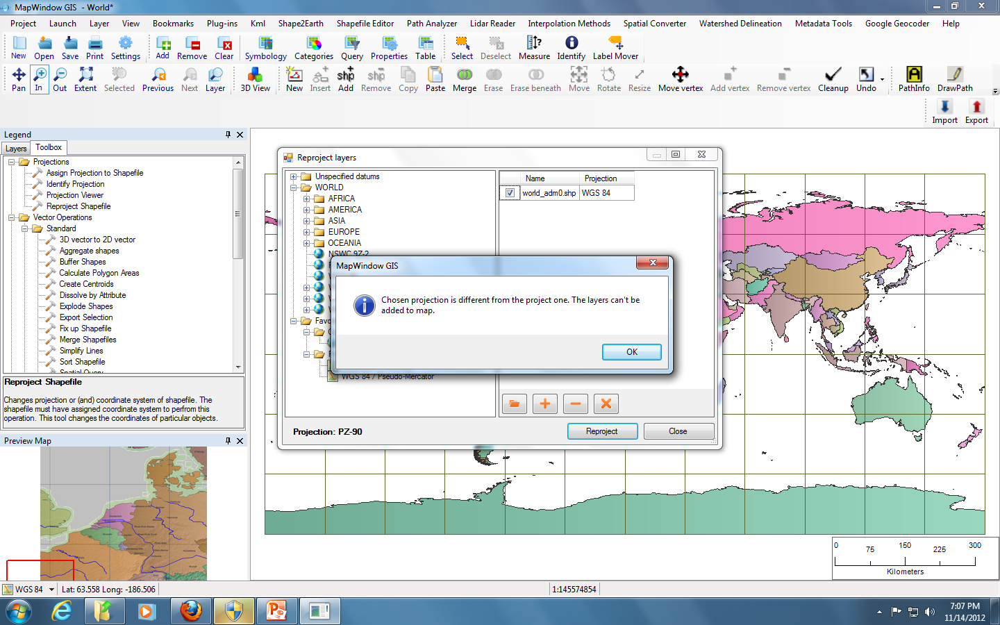 MapWindow GIS - World*
Project Launch Layer View Bookmarks Plug-ins Kml Shape2Earth Shapefile Editor Path Analyzer Lidar Reader Interpolation Methods Spatial Converter Watershed Delineation Metadata Tools Google Geocoder Help
New Open Save Print Settings Add Remove Clear Symbology Categories Query Properties Table Select Deselect Measure Identify Label Mover
Pan In Out Extent Selected Previous Next Layer 3D View New Insert Add Remove Copy Paste Merge Erase Erase beneath Move Rotate Resize Move vertex Add vertex Remove vertex Cleanup Undo PathInfo DrawPath
Import Export
Legend
Layers Toolbox
Projections
Assign Projection to Shapefile
Identify Projection
Projection Viewer
Reproject Shapefile
Vector Operations
Standard
3D vector to 2D vector
Aggregate shapes
Buffer Shapes
Calculate Polygon Areas
Create Centroids
Dissolve by Attribute
Explode Shapes
Export Selection
Fix up Shapefile
Merge Shapefiles
Simplify Lines
Sort Shapefile
Spatial Query
Reproject Shapefile
Changes projection or (and) coordinate system of shapefile. The
shapefile must have assigned coordinate system to perfrom this
operation. This tool changes the coordinates of particular objects.
Preview Map
Reproject layers
Unspecified datums
WORLD
AFRICA
AMERICA
ASIA
EUROPE
OCEANIA
NSWC 9Z-2
Favo
WGS 84 / Pseudo-Mercator
Name Projection
world_adm0.shp WGS 84
Projection: PZ-90
Reproject Close
MapWindow GIS
Chosen projection is different from the project one. The layers can't be
added to map.
OK
0 75 150 225 300
Kilometers
WGS 84 Lat: 63.558 Long: -186.506 1:145574854
7:07 PM
11/14/2012